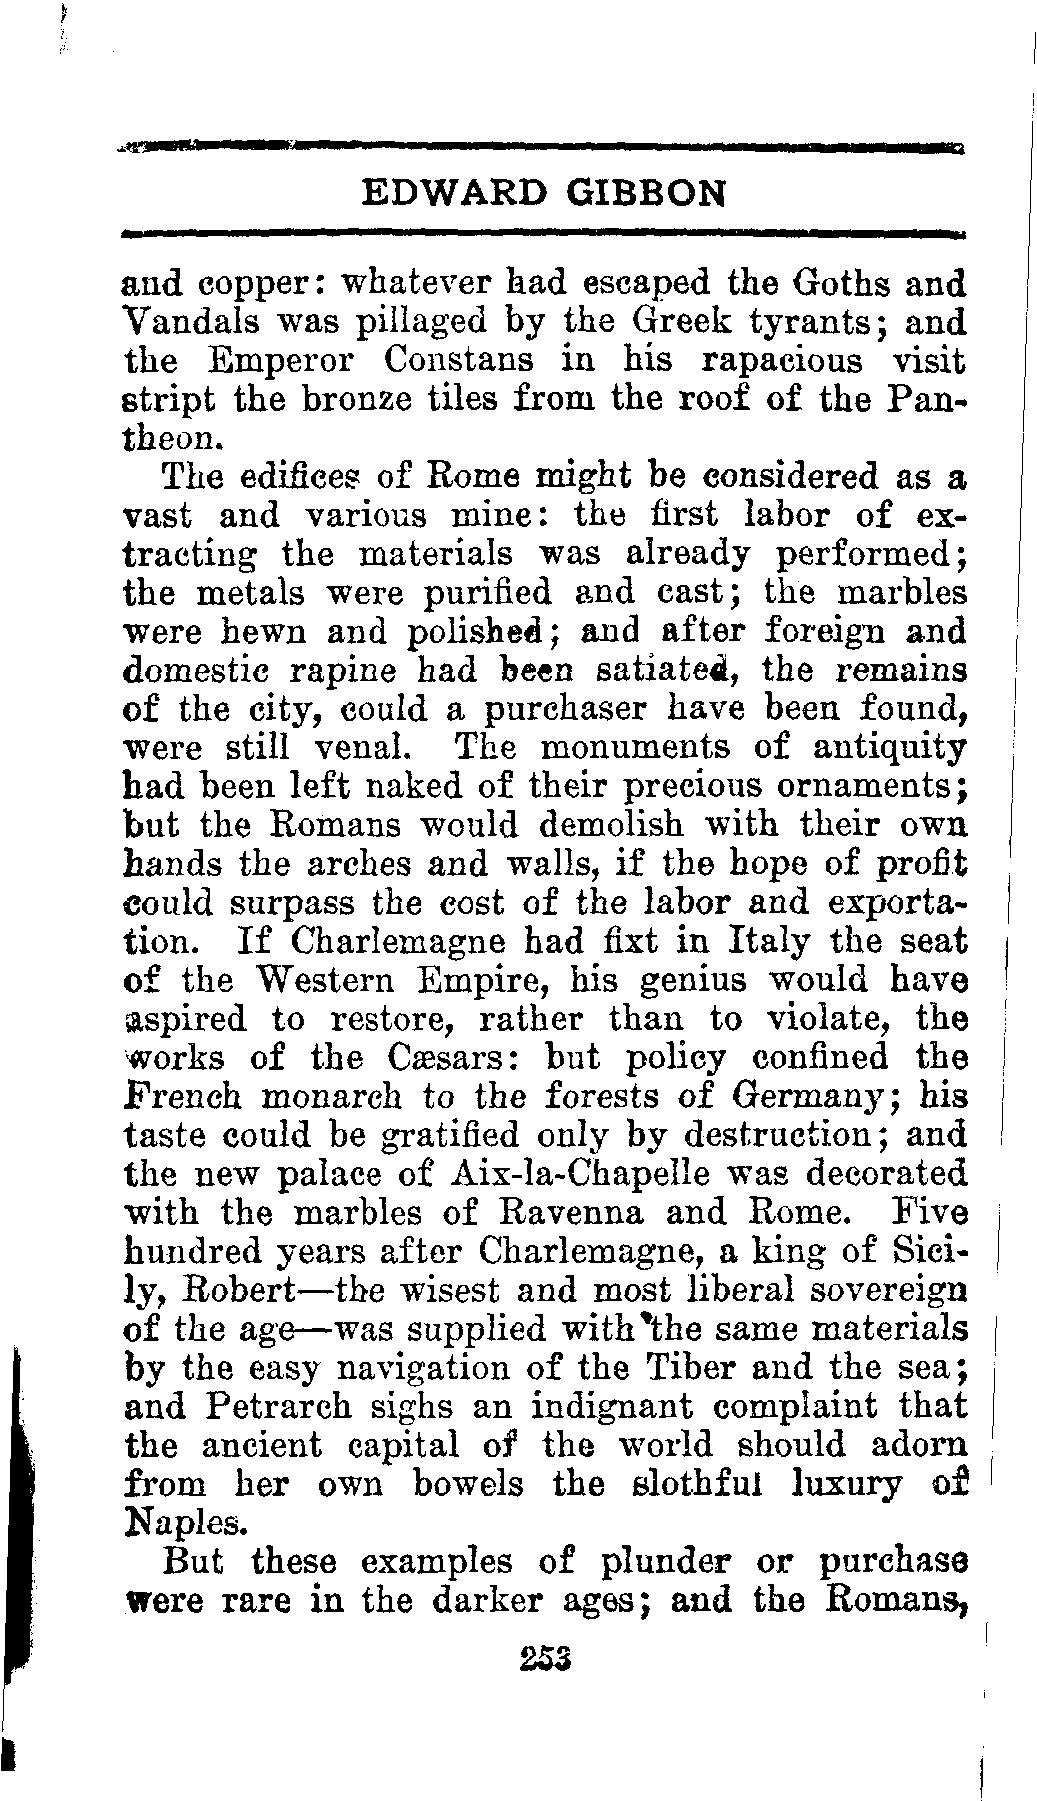 EDWARD GIBBON
and copper: whatever had escaped the Goths and
Vandals was pillaged by the Greek tyrants; and
the Emperor Constans in his rapacious visit
stript the bronze tiles from the roof of the Pan-
theon.
The edifices of Rome might be considered as a
vast and various mine: the first labor of ex-
tracting the materials was already performed;
the metals were purified and cast; the marbles
were hewn and polished; and after foreign and
domestic rapine had been satiated, the remains
of the city, could a purchaser have been found,
were still venal. The monuments of antiquity
had been left naked of their precious ornaments;
but the Romans would demolish with their own
hands the arches and walls, if the hope of profit
could surpass the cost of the labor and exporta-
tion. If Charlemagne had fixt in Italy the seat
of the Western Empire, his genius would have
aspired to restore, rather than to violate, the
works of the Cæsars: but policy confined the
French monarch to the forests of Germany; his
taste could be gratified only by destruction; and
the new palace of Aix-la-Chapelle was decorated
with the marbles of Ravenna and Rome. Five
hundred years after Charlemagne, a king of Sici-
ly, Robert—the wisest and most liberal sovereign
of the age—was supplied with the same materials
by the easy navigation of the Tiber and the sea;
and Petrarch sighs an indignant complaint that
the ancient capital of the world should adorn
from her own bowels the slothful luxury of
Naples.
But these examples of plunder or purchase
were rare in the darker ages; and the Romans,
253